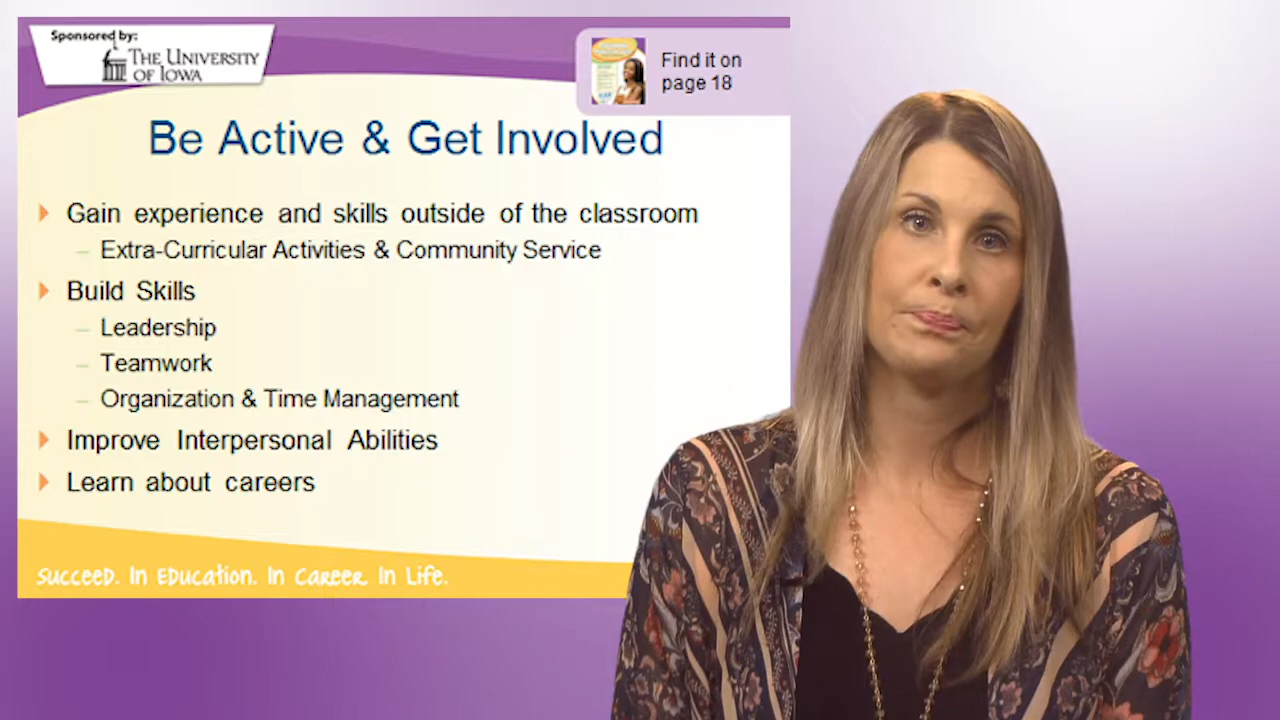 Sponsored by:
THE UNIVERSITY
OF IOWA
Find it on
page 18
Be Active & Get Involved
Gain experience and skills outside of the classroom
– Extra-Curricular Activities & Community Service
Build Skills
– Leadership
– Teamwork
– Organization & Time Management
Improve Interpersonal Abilities
Learn about careers
Succeed. In Education. In Career. In Life.